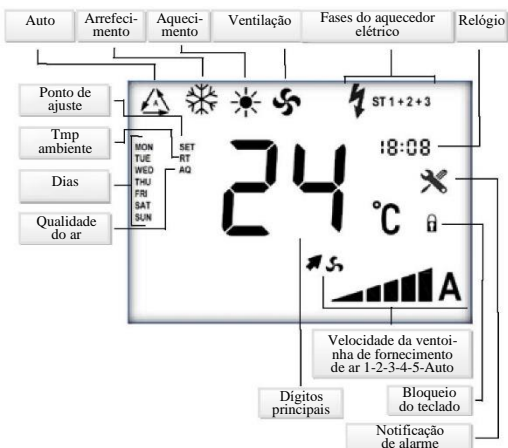 Auto
Arrefeci-
mento
Aqueci-
mento
Ventilação
Fases do aquecedor
elétrico
Relógio
Ponto de
ajuste
Tmp
ambiente
Dias
Qualidade
do ar
A
ST 1 + 2 + 3
MON
TUE
WED
THU
FRI
SAT
SUN
SET
RT
AQ
24
18:08
°C
A
Velocidade da ventoi-
nha de fornecimento
de ar 1-2-3-4-5-Auto
Dígitos
principais
Bloqueio
do teclado
Notificação
de alarme